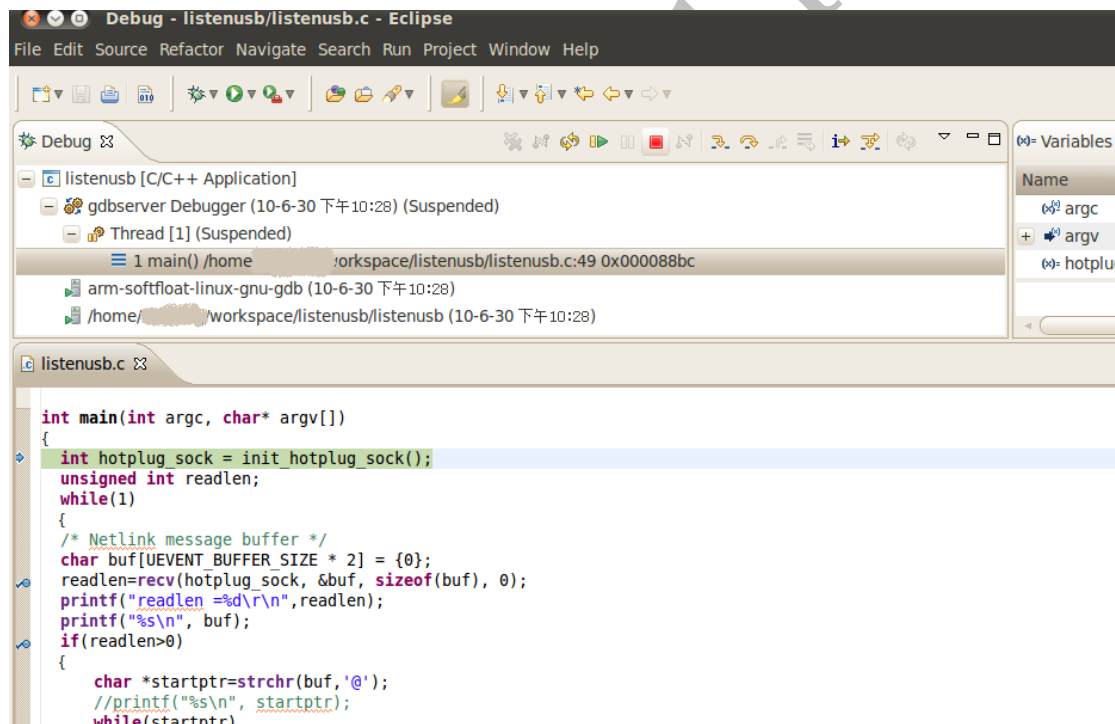 Debug - listenusb/listenusb.c - Eclipse
File Edit Source Refactor Navigate Search Run Project Window Help
Debug
(x)= Variables
listenusb [C/C++ Application]
Name
gdbserver Debugger (10-6-30 下午10:28) (Suspended)
argc
Thread [1] (Suspended)
argv
1 main() /home orkspace/listenusb/listenusb.c:49 0x000088bc
(x)= hotplu
arm-softfloat-linux-gnu-gdb (10-6-30 下午10:28)
/home/ /workspace/listenusb/listenusb (10-6-30 下午10:28)
listenusb.c
int main(int argc, char* argv[])
{
int hotplug_sock = init_hotplug_sock();
unsigned int readlen;
while(1)
{
/* Netlink message buffer */
char buf[UEVENT_BUFFER_SIZE * 2] = {0};
readlen=recv(hotplug_sock, &buf, sizeof(buf), 0);
printf("readlen =%d\r\n",readlen);
printf("%s\n", buf);
if(readlen>0)
{
char *startptr=strchr(buf,'@');
//printf("%s\n", startptr);
while(startptr)